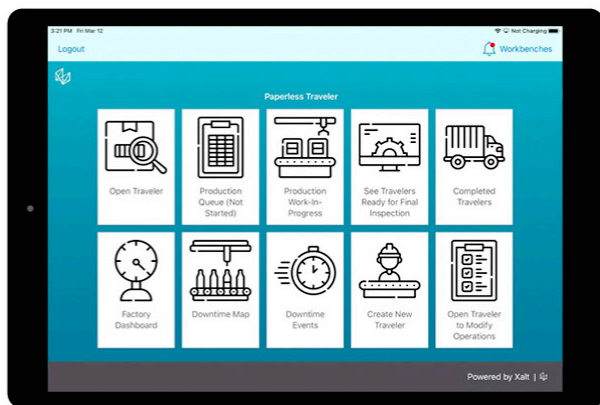 3:21 PM Fri Mar 12
Not Charging
Logout
Workbenches
Paperless Traveler
Open Traveler
Production
Queue (Not
Started)
Production
Work-In-
Progress
See Travelers
Ready for Final
Inspection
Completed
Travelers
Factory
Dashboard
Downtime Map
Downtime
Events
Create New
Traveler
Open Traveler
to Modify
Operations
Powered by Xalt |